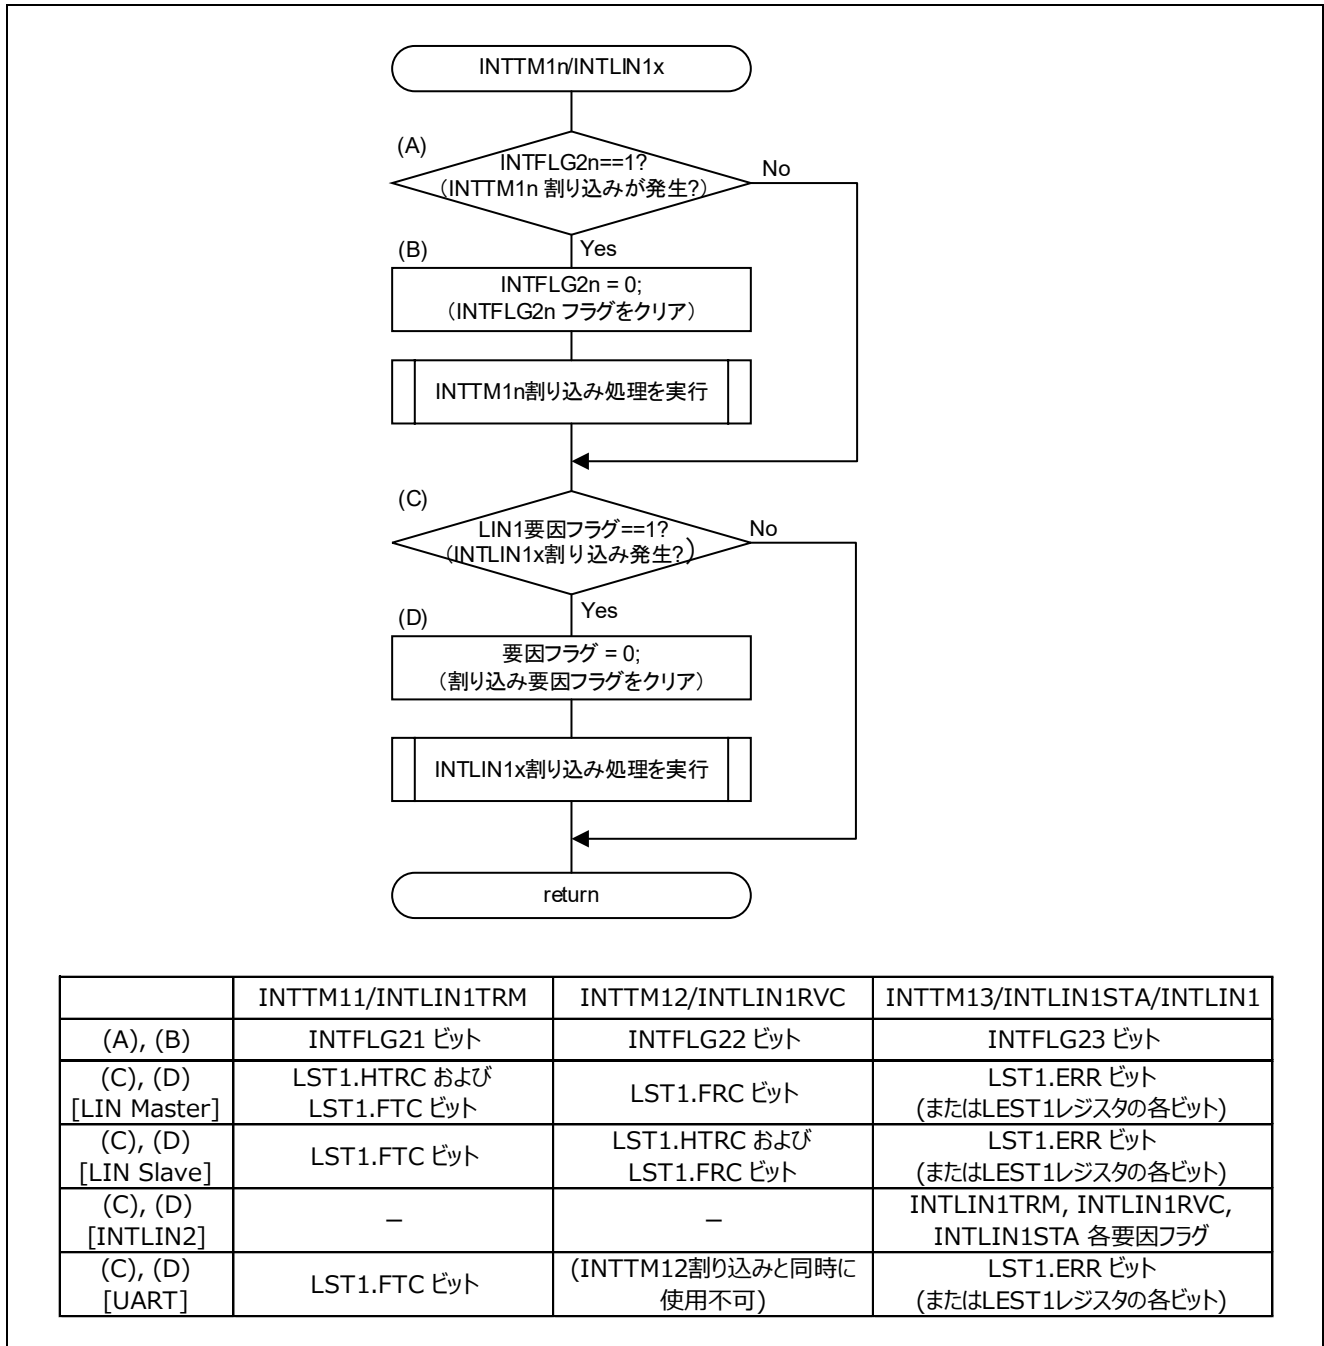 INTTM1n/INTLIN1x
(A)
INTFLG2n==1?
(INTTM1n 割り込みが発生?)
No
Yes
(B)
INTFLG2n = 0;
(INTFLG2n フラグをクリア)
INTTM1n割り込み処理を実行
(C)
LIN1要因フラグ==1?
(INTLIN1x割り込み発生?)
No
Yes
(D)
要因フラグ = 0;
(割り込み要因フラグをクリア)
INTLIN1x割り込み処理を実行
return
INTTM11/INTLIN1TRM INTTM12/INTLIN1RVC INTTM13/INTLIN1STA/INTLIN1
(A), (B) INTFLG21 ビット INTFLG22 ビット INTFLG23 ビット
(C), (D)
[LIN Master]
LST1.HTRC および
LST1.FTC ビット
LST1.FRC ビット
LST1.ERR ビット
(またはLEST1レジスタの各ビット)
(C), (D)
[LIN Slave]
LST1.FTC ビット
LST1.HTRC および
LST1.FRC ビット
LST1.ERR ビット
(またはLEST1レジスタの各ビット)
(C), (D)
[INTLIN2]
－
－
INTLIN1TRM, INTLIN1RVC,
INTLIN1STA 各要因フラグ
(C), (D)
[UART]
LST1.FTC ビット
(INTTM12割り込みと同時に
使用不可)
LST1.ERR ビット
(またはLEST1レジスタの各ビット)